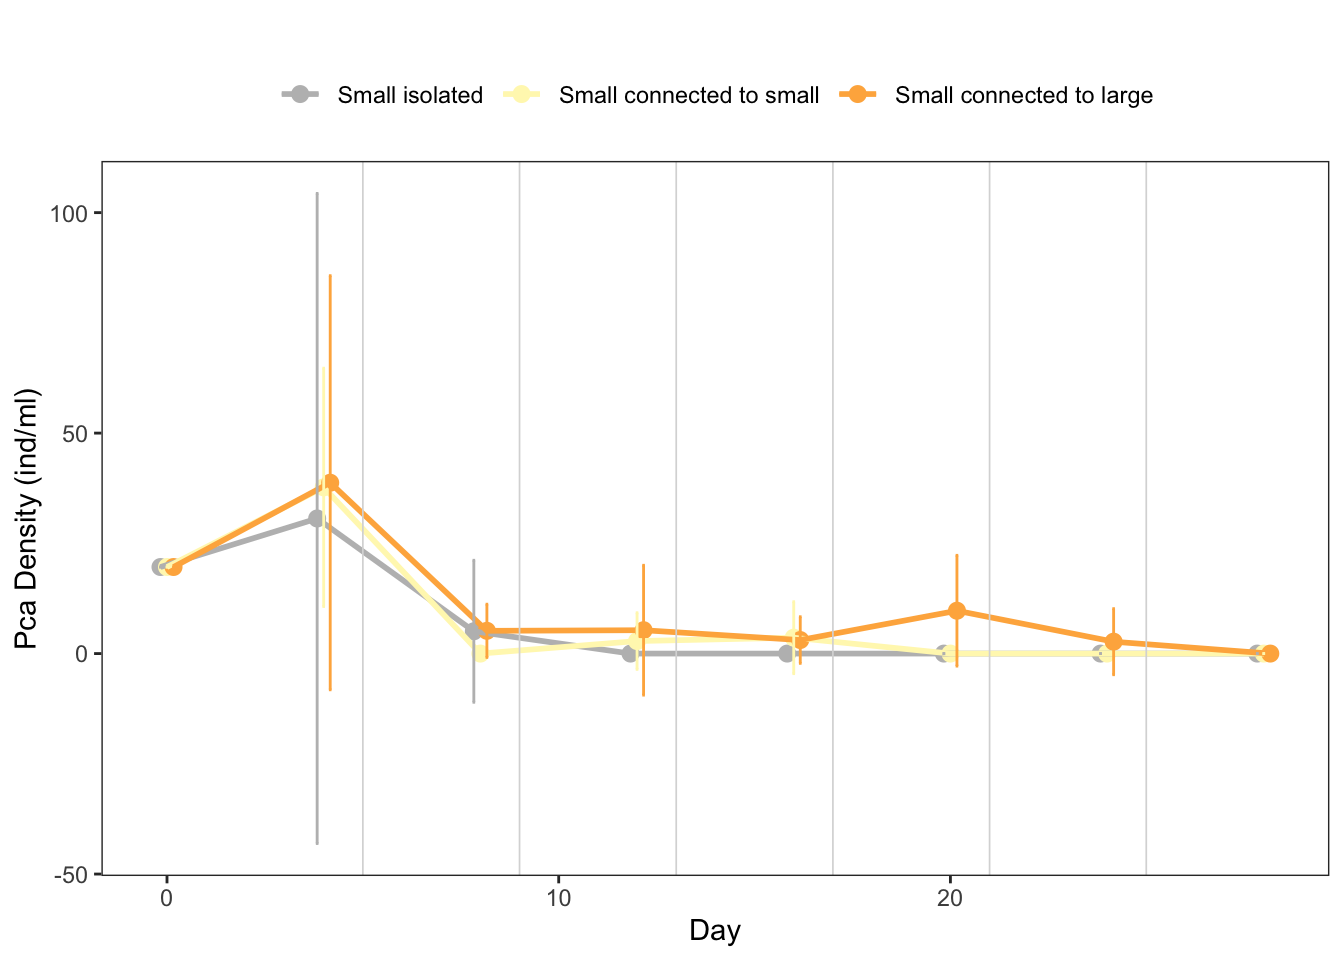 Small isolated Small connected to small Small connected to large
Pca Density (ind/ml)
100
50
0
-50
0 10 20
Day